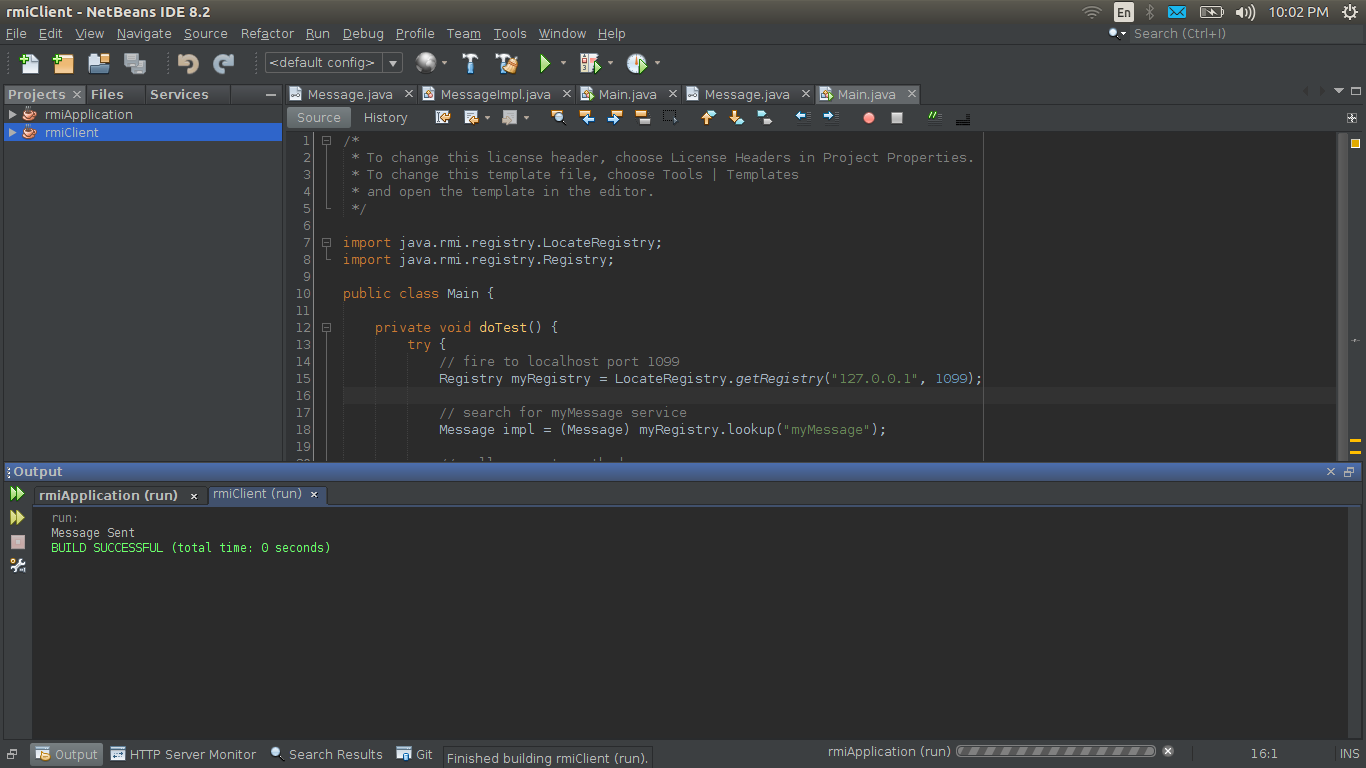 rmiClient - NetBeans IDE 8.2
En
10:02 PM
File Edit View Navigate Source Refactor Run Debug Profile Team Tools Window Help
Search (Ctrl+I)
<default config>
Projects Files Services
Message.java MessageImpl.java Main.java Message.java Main.java
rmiApplication
rmiClient
Source History
1 /*
2 * To change this license header, choose License Headers in Project Properties.
3 * To change this template file, choose Tools | Templates
4 * and open the template in the editor.
5 */
6
7 import java.rmi.registry.LocateRegistry;
8 import java.rmi.registry.Registry;
9
10 public class Main {
11
12 private void doTest() {
13 try {
14 // fire to localhost port 1099
15 Registry myRegistry = LocateRegistry.getRegistry("127.0.0.1", 1099);
16
17 // search for myMessage service
18 Message impl = (Message) myRegistry.lookup("myMessage");
19
Output
rmiApplication (run) rmiClient (run)
run:
Message Sent
BUILD SUCCESSFUL (total time: 0 seconds)
Output HTTP Server Monitor Search Results Git Finished building rmiClient (run). rmiApplication (run) 16:1 INS